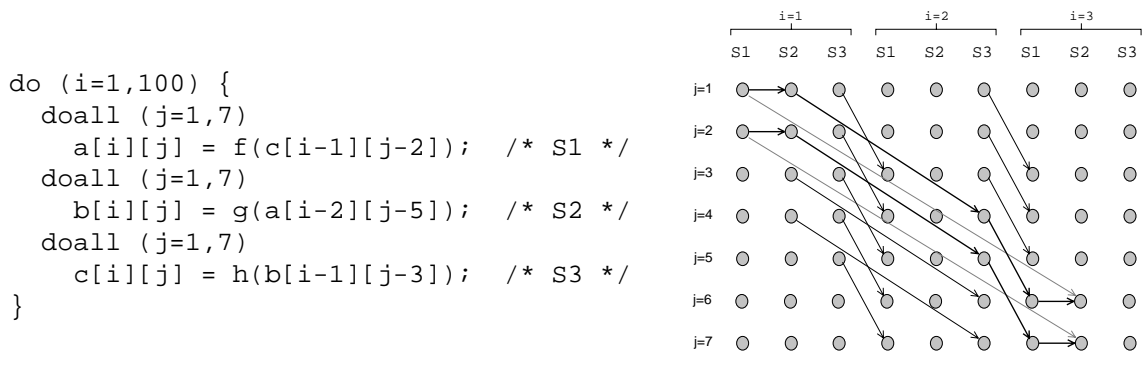 do (i=1,100) {
doall (j=1,7)
a[i][j] = f(c[i-1][j-2]); /* S1 */
doall (j=1,7)
b[i][j] = g(a[i-2][j-5]); /* S2 */
doall (j=1,7)
c[i][j] = h(b[i-1][j-3]); /* S3 */
}
i=1 i=2 i=3
S1 S2 S3 S1 S2 S3 S1 S2 S3
j=1
j=2
j=3
j=4
j=5
j=6
j=7